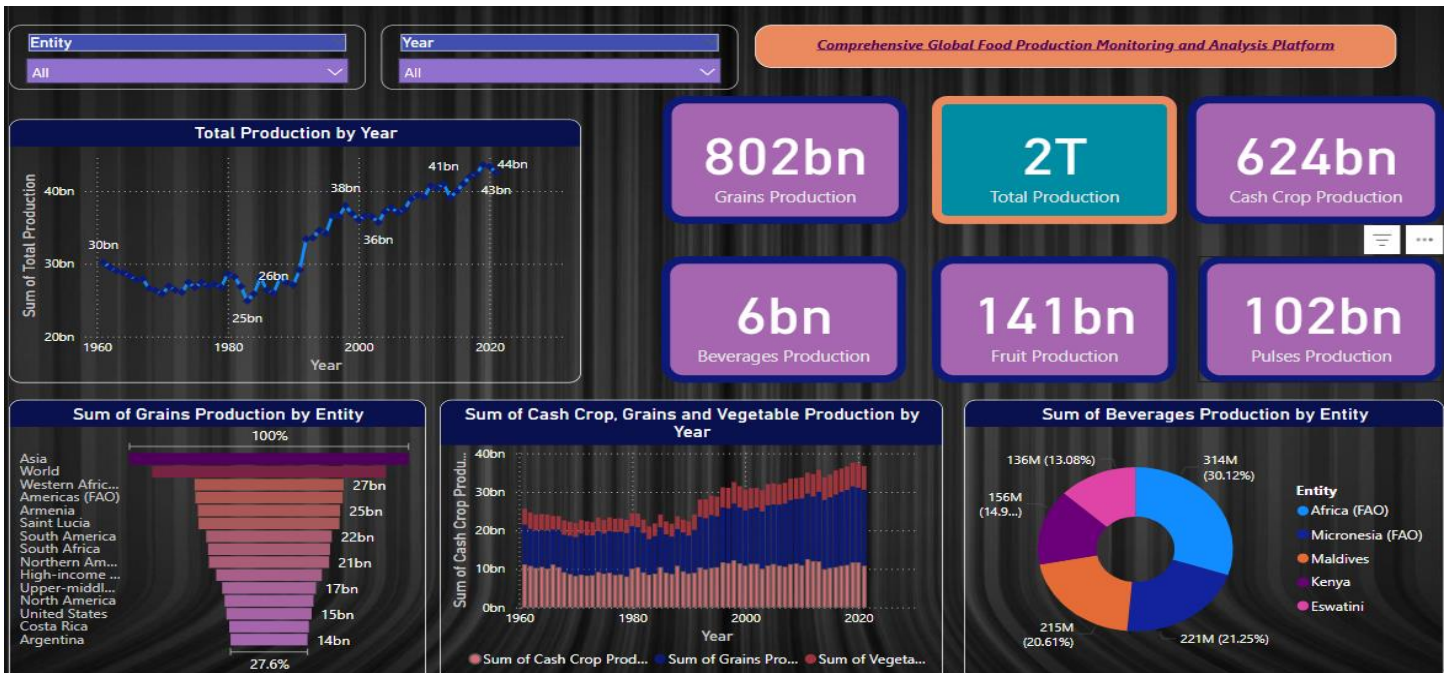 Entity
All
Year
All
Comprehensive Global Food Production Monitoring and Analysis Platform
802bn
Grains Production
2T
Total Production
624bn
Cash Crop Production
6bn
Beverages Production
141bn
Fruit Production
102bn
Pulses Production
Total Production by Year
Sum of Total Production
40bn
30bn
20bn
30bn
25bn
26bn
38bn
36bn
41bn
44bn
43bn
1960
1980
2000
2020
Year
Sum of Grains Production by Entity
100%
Asia
World
Western Afric...
27bn
Americas (FAO)
Armenia
25bn
Saint Lucia
South America
22bn
South Africa
Northern Am...
21bn
High-income ...
Upper-middl...
17bn
North America
United States
15bn
Costa Rica
Argentina
14bn
27.6%
Sum of Cash Crop, Grains and Vegetable Production by
Year
Sum of Cash Crop Produ...
40bn
30bn
20bn
10bn
0bn
1960
1980
2000
2020
Year
Sum of Cash Crop Prod...
Sum of Grains Pro...
Sum of Vegeta...
Sum of Beverages Production by Entity
136M (13.08%)
314M
(30.12%)
156M
(14.9...)
215M
(20.61%)
221M (21.25%)
Entity
Africa (FAO)
Micronesia (FAO)
Maldives
Kenya
Eswatini